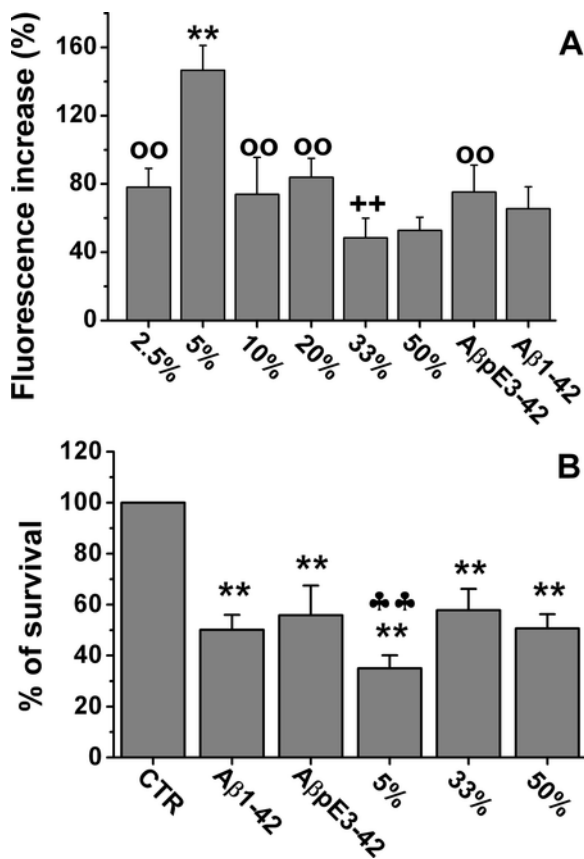 A
Fluorescence increase (%)
160
120
80
40
0
oo
**
oo
oo
++
oo
2.5%
5%
10%
20%
33%
50%
AβpE3-42
Aβ1-42
B
% of survival
120
100
80
60
40
20
0
**
**
♣♣
**
**
**
CTR
Aβ1-42
AβpE3-42
5%
33%
50%